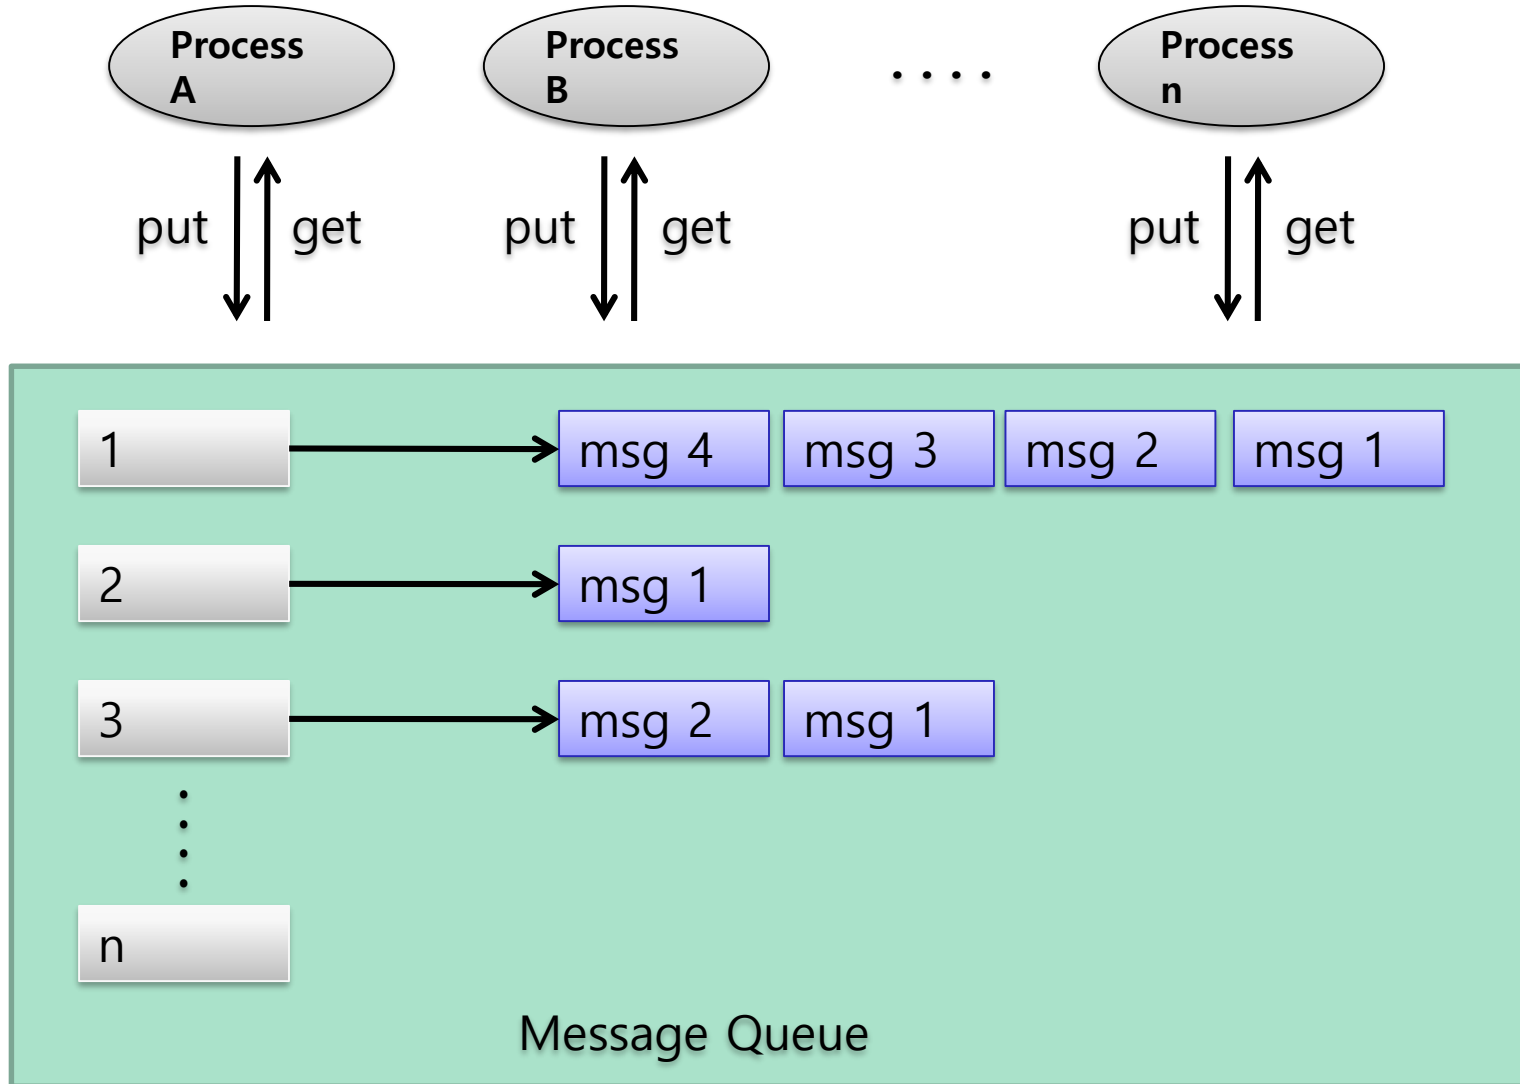 Process
A
Process
B
. . . .
Process
n
put
get
put
get
put
get
1
msg 4
msg 3
msg 2
msg 1
2
msg 1
3
msg 2
msg 1
n
Message Queue